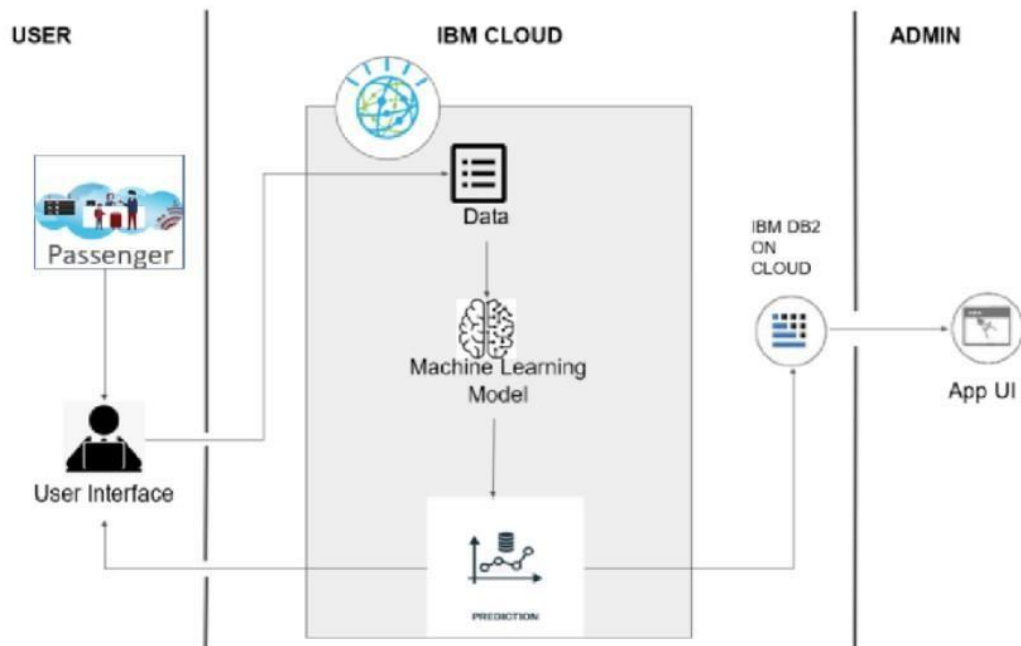 USER
IBM CLOUD
ADMIN
Data
Passenger
IBM DB2
ON
CLOUD
Machine Learning
Model
App UI
User Interface
PREDICTION